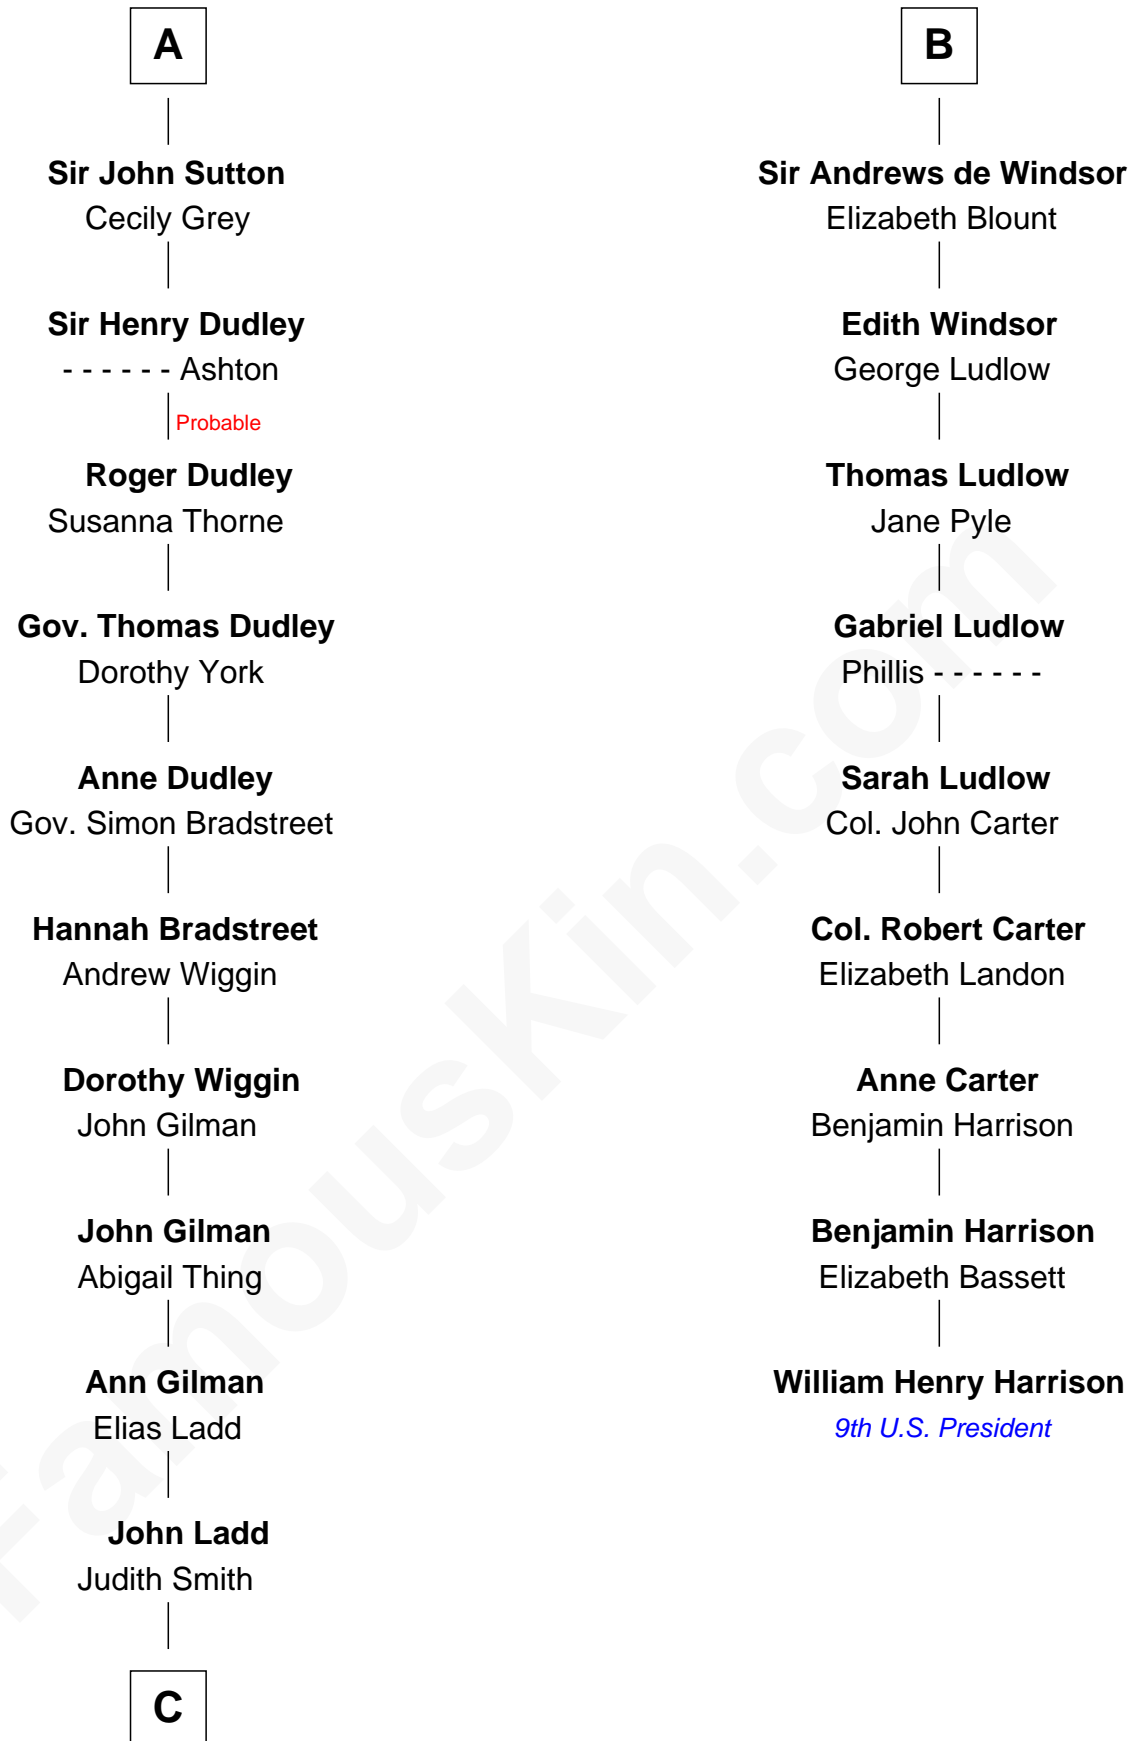 A
Sir John Sutton
Cecily Grey
Sir Henry Dudley
- - - - - - Ashton
Probable
Roger Dudley
Susanna Thorne
Gov. Thomas Dudley
Dorothy York
Anne Dudley
Gov. Simon Bradstreet
Hannah Bradstreet
Andrew Wiggin
Dorothy Wiggin
John Gilman
John Gilman
Abigail Thing
Ann Gilman
Elias Ladd
John Ladd
Judith Smith
C
B
Sir Andrews de Windsor
Elizabeth Blount
Edith Windsor
George Ludlow
Thomas Ludlow
Jane Pyle
Gabriel Ludlow
Phillis - - - - - -
Sarah Ludlow
Col. John Carter
Col. Robert Carter
Elizabeth Landon
Anne Carter
Benjamin Harrison
Benjamin Harrison
Elizabeth Bassett
William Henry Harrison
9th U.S. President
FamousKin.com